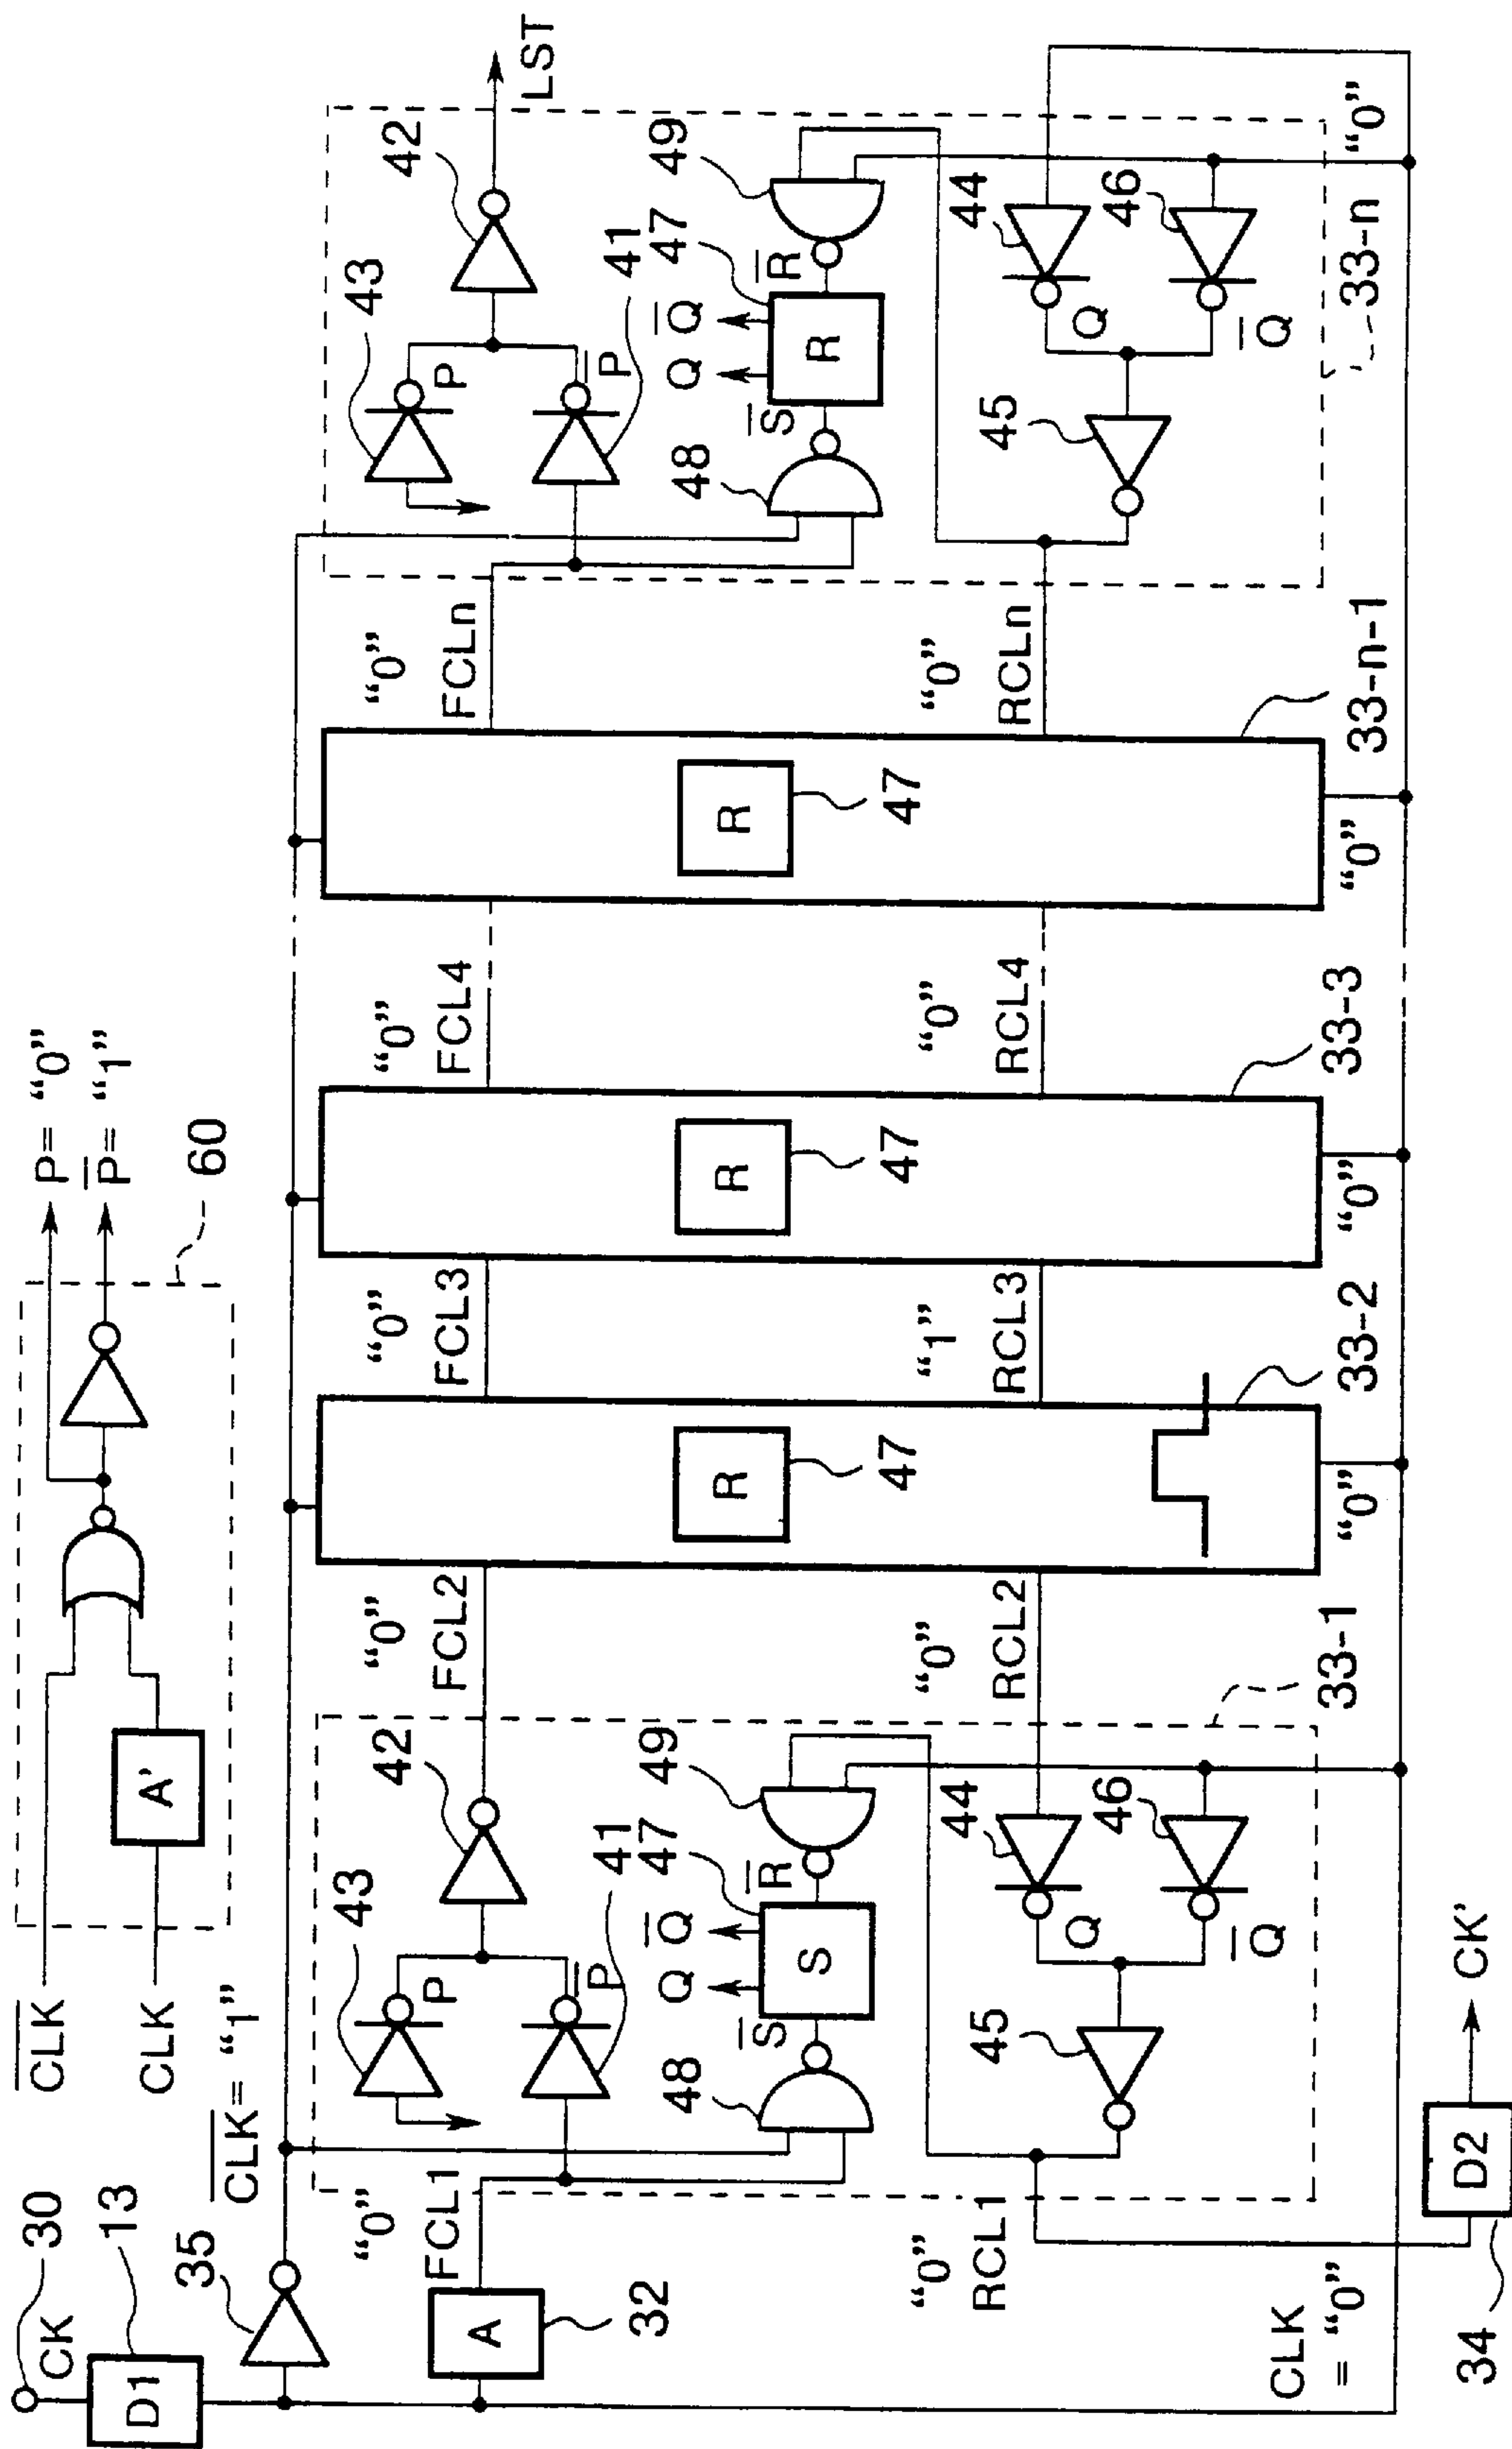 30
CK
13
D1
35
CLK = "1"
CLK
CLK
A'
60
P = "0"
P = "1"
A
32
"0"
FCL1
"0"
RCL1
CLK
= "0"
34
D2
CK'
43
P
42
P
41
47
48
S
Q
Q
S
R
49
44
Q
46
Q
45
33-1
"0"
FCL2
"0"
RCL2
R
47
33-2
"0"
"0"
FCL3
"1"
RCL3
R
47
33-3
"0"
"0"
FCL4
"0"
RCL4
R
47
33-n-1
"0"
"0"
FCLn
"0"
RCLn
43
P
42
LST
P
41
47
48
S
Q
Q
R
R
49
44
Q
46
Q
45
33-n
"0"